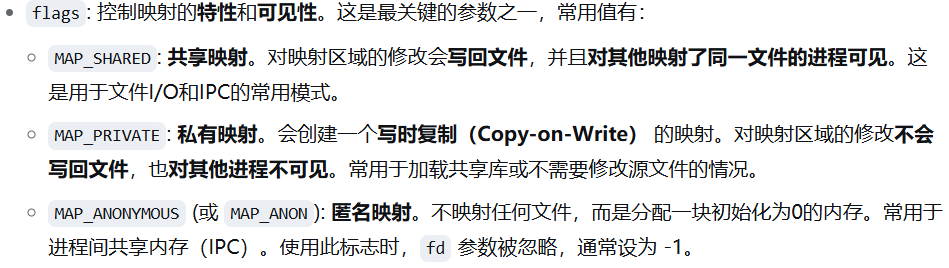 flags: 控制映射的特性和可见性。这是最关键的参数之一，常用值有：
MAP_SHARED: 共享映射。对映射区域的修改会写回文件，并且对其他映射了同一文件的进程可见。这
是用于文件I/O和IPC的常用模式。
MAP_PRIVATE: 私有映射。会创建一个写时复制（Copy-on-Write） 的映射。对映射区域的修改不会
写回文件，也对其他进程不可见。常用于加载共享库或不需要修改源文件的情况。
MAP_ANONYMOUS (或 MAP_ANON): 匿名映射。不映射任何文件，而是分配一块初始化为0的内存。常用于
进程间共享内存（IPC）。使用此标志时， fd 参数被忽略，通常设为 -1。